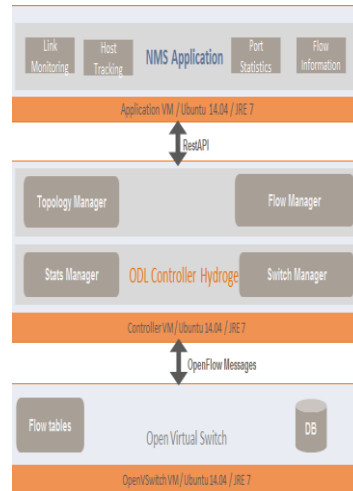 Link Monitoring
Host Tracking
NMS Application
Port Statistics
Flow Information
Application VM / Ubuntu 14.04 / JRE 7
RestAPI
Topology Manager
Flow Manager
Stats Manager
ODL Controller Hydroge
Switch Manager
Controller VM/ Ubuntu 14.04 / JRE 7
OpenFlow Messages
Flow tables
Open Virtual Switch
DB
OpenVSwitch VM/ Ubuntu 14.04 / JRE 7